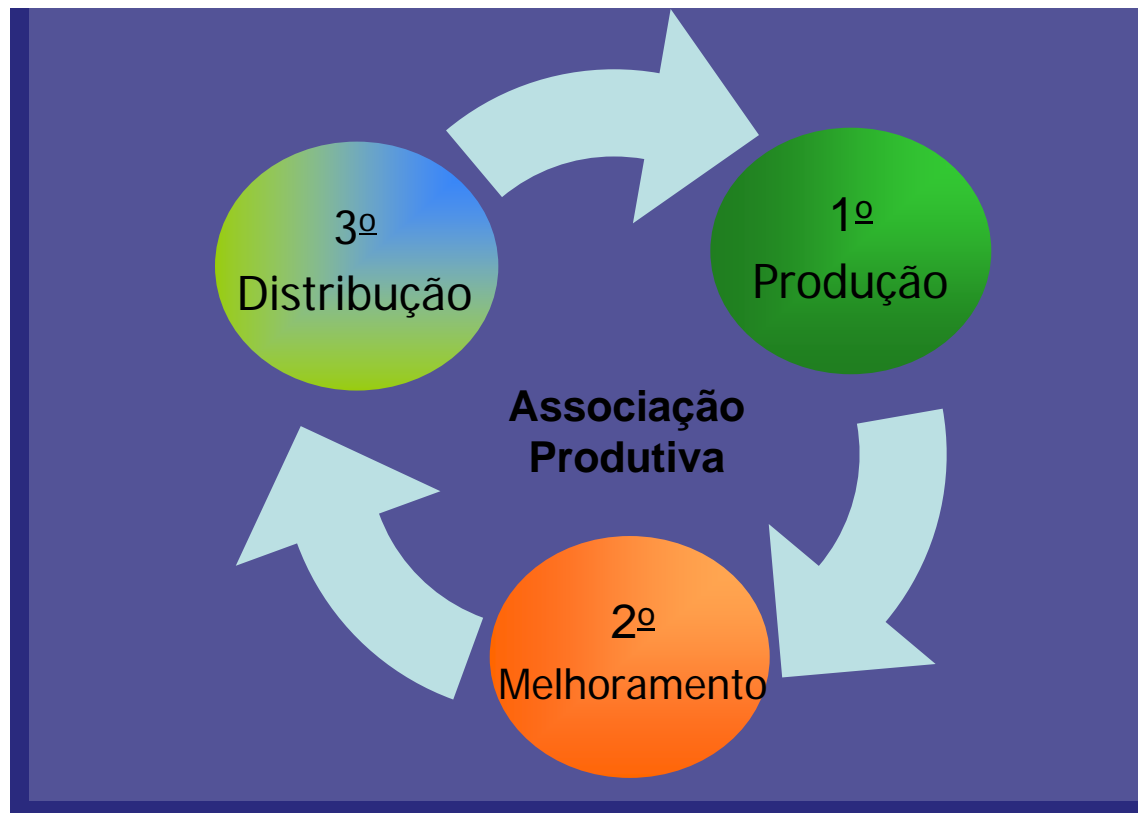 3º
Distribução
1º
Produção
Associação
Produtiva
2º
Melhoramento